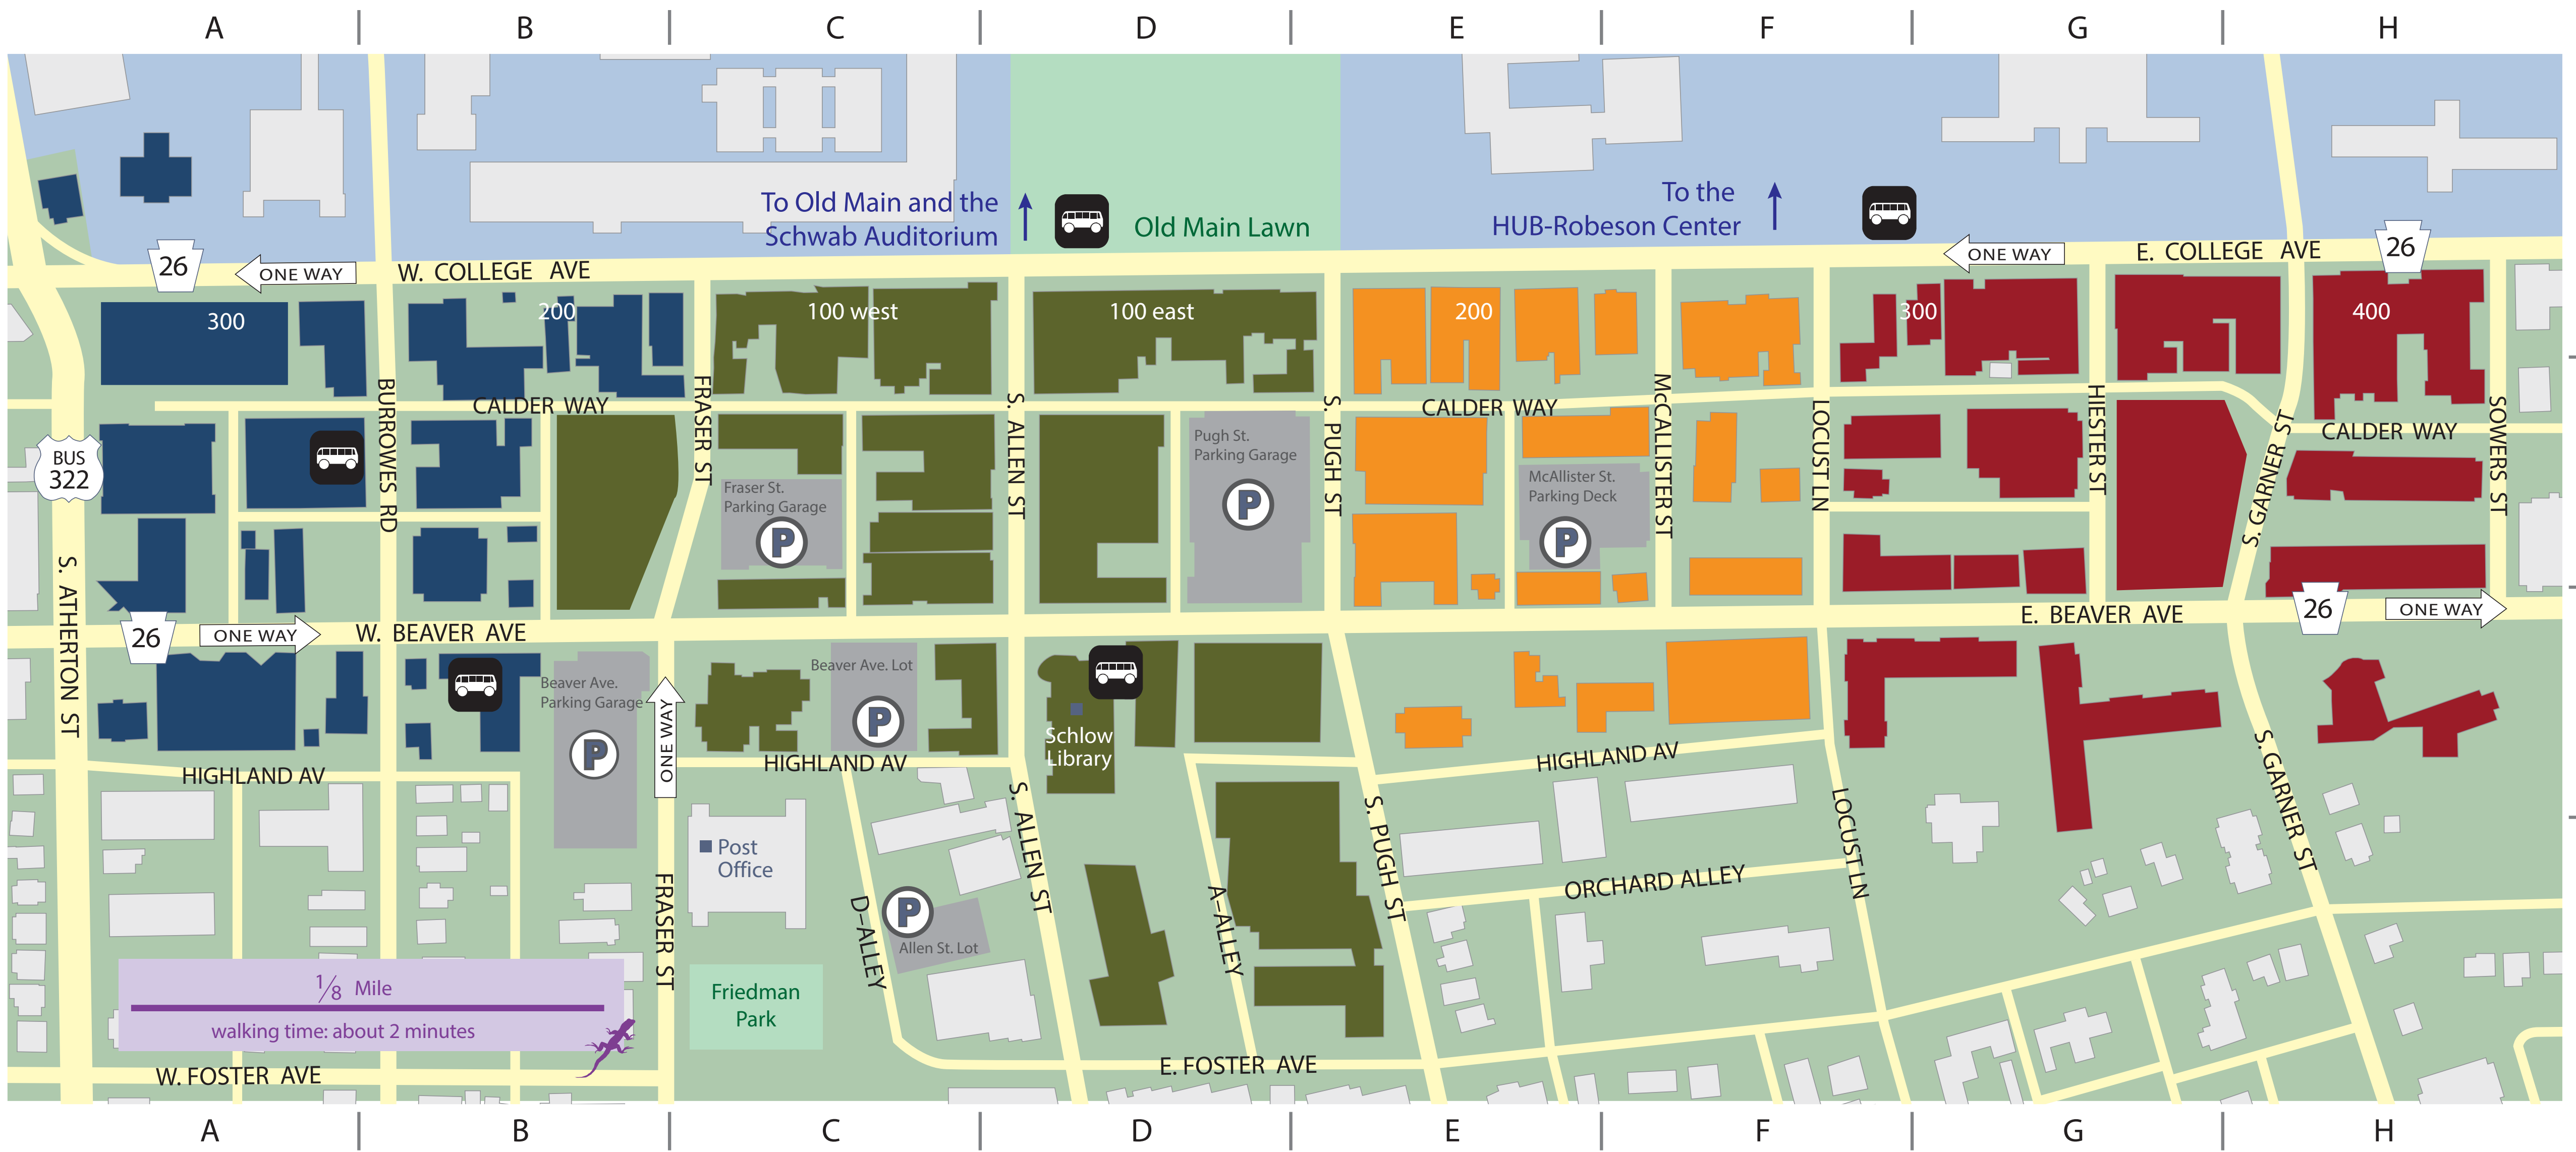 A B C D E F G H
To Old Main and the
Schwab Auditorium
Old Main Lawn
To the
HUB-Robeson Center
26
ONE WAY
W. COLLEGE AVE
ONE WAY
E. COLLEGE AVE
26
300
200
100 west
100 east
200
300
400
CALDER WAY
CALDER WAY
CALDER WAY
BURROWES RD
FRASER ST
S. ALLEN ST
S. PUGH ST
McCALLISTER ST
LOCUST LN
HIESTER ST
S. GARNER ST
SOWERS ST
BUS
322
Pugh St.
Parking Garage
P
Fraser St.
Parking Garage
P
McAllister St.
Parking Deck
P
S. ATHERTON ST
26
ONE WAY
W. BEAVER AVE
E. BEAVER AVE
26
ONE WAY
Beaver Ave.
Parking Garage
P
ONE WAY
Beaver Ave. Lot
P
Schlow
Library
HIGHLAND AV
HIGHLAND AV
HIGHLAND AV
S. ALLEN ST
S. PUGH ST
LOCUST LN
S. GARNER ST
Post
Office
ORCHARD ALLEY
FRASER ST
D-ALLEY
P
Allen St. Lot
A-ALLEY
1/8 Mile
walking time: about 2 minutes
Friedman
Park
W. FOSTER AVE
E. FOSTER AVE
A B C D E F G H